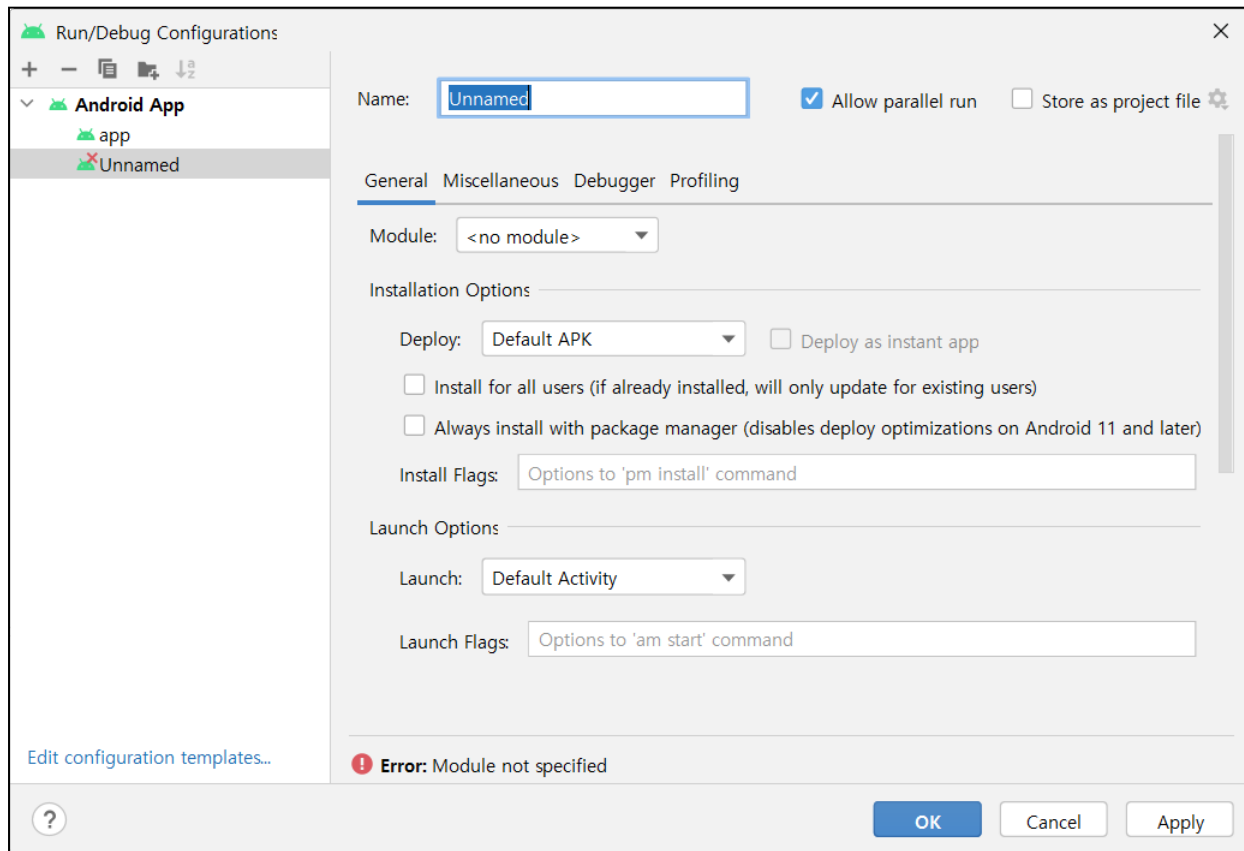 Run/Debug Configurations
Android App
app
Unnamed
Edit configuration templates...
Name: Unnamed Allow parallel run Store as project file
General Miscellaneous Debugger Profiling
Module: <no module>
Installation Options
Deploy: Default APK Deploy as instant app
Install for all users (if already installed, will only update for existing users)
Always install with package manager (disables deploy optimizations on Android 11 and later)
Install Flags: Options to 'pm install' command
Launch Options
Launch: Default Activity
Launch Flags: Options to 'am start' command
Error: Module not specified
? OK Cancel Apply